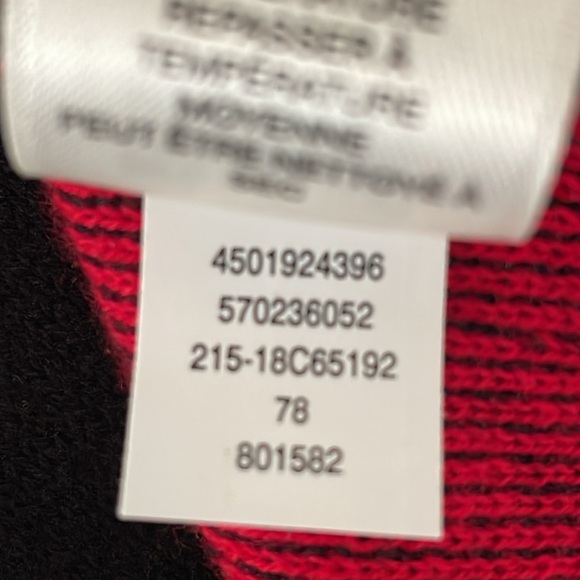 REPASSER À
TEMPÉRATURE
MOYENNE
PEUT ÊTRE NETTOYÉ À
SEC
4501924396
570236052
215-18C65192
78
801582